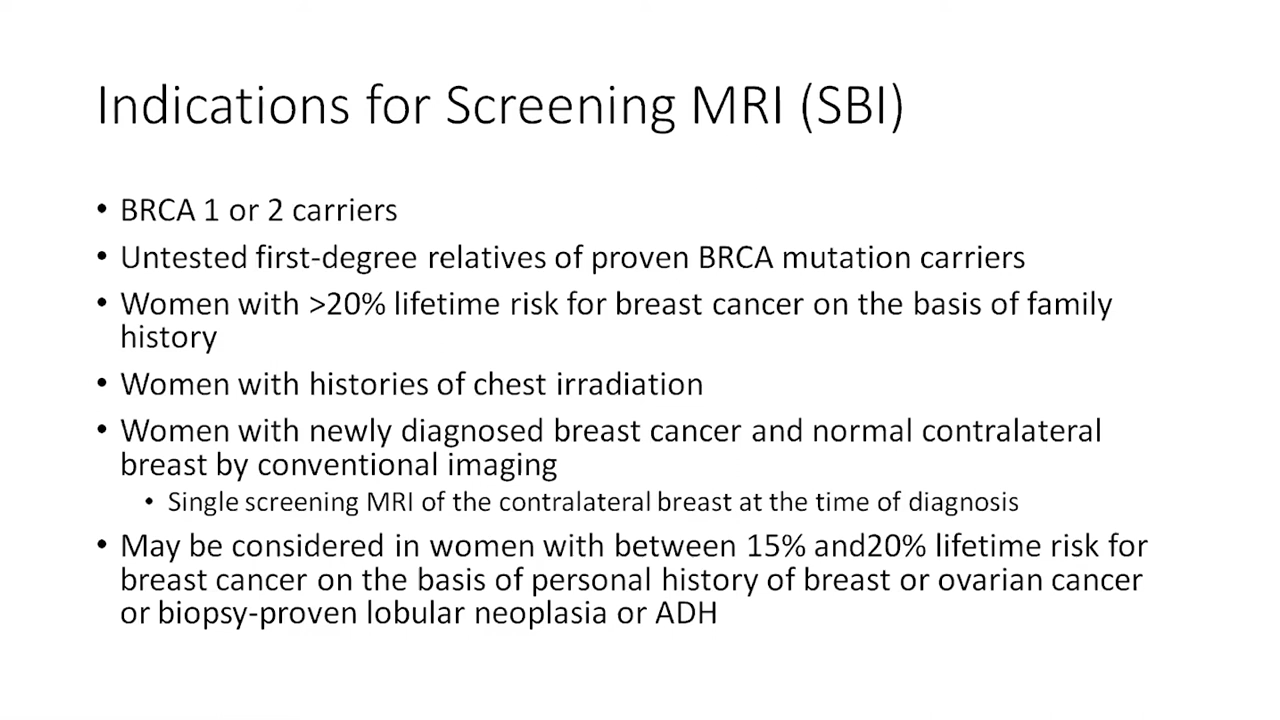 Indications for Screening MRI (SBI)
• BRCA 1 or 2 carriers
• Untested first-degree relatives of proven BRCA mutation carriers
• Women with >20% lifetime risk for breast cancer on the basis of family
history
• Women with histories of chest irradiation
• Women with newly diagnosed breast cancer and normal contralateral
breast by conventional imaging
• Single screening MRI of the contralateral breast at the time of diagnosis
• May be considered in women with between 15% and20% lifetime risk for
breast cancer on the basis of personal history of breast or ovarian cancer
or biopsy-proven lobular neoplasia or ADH